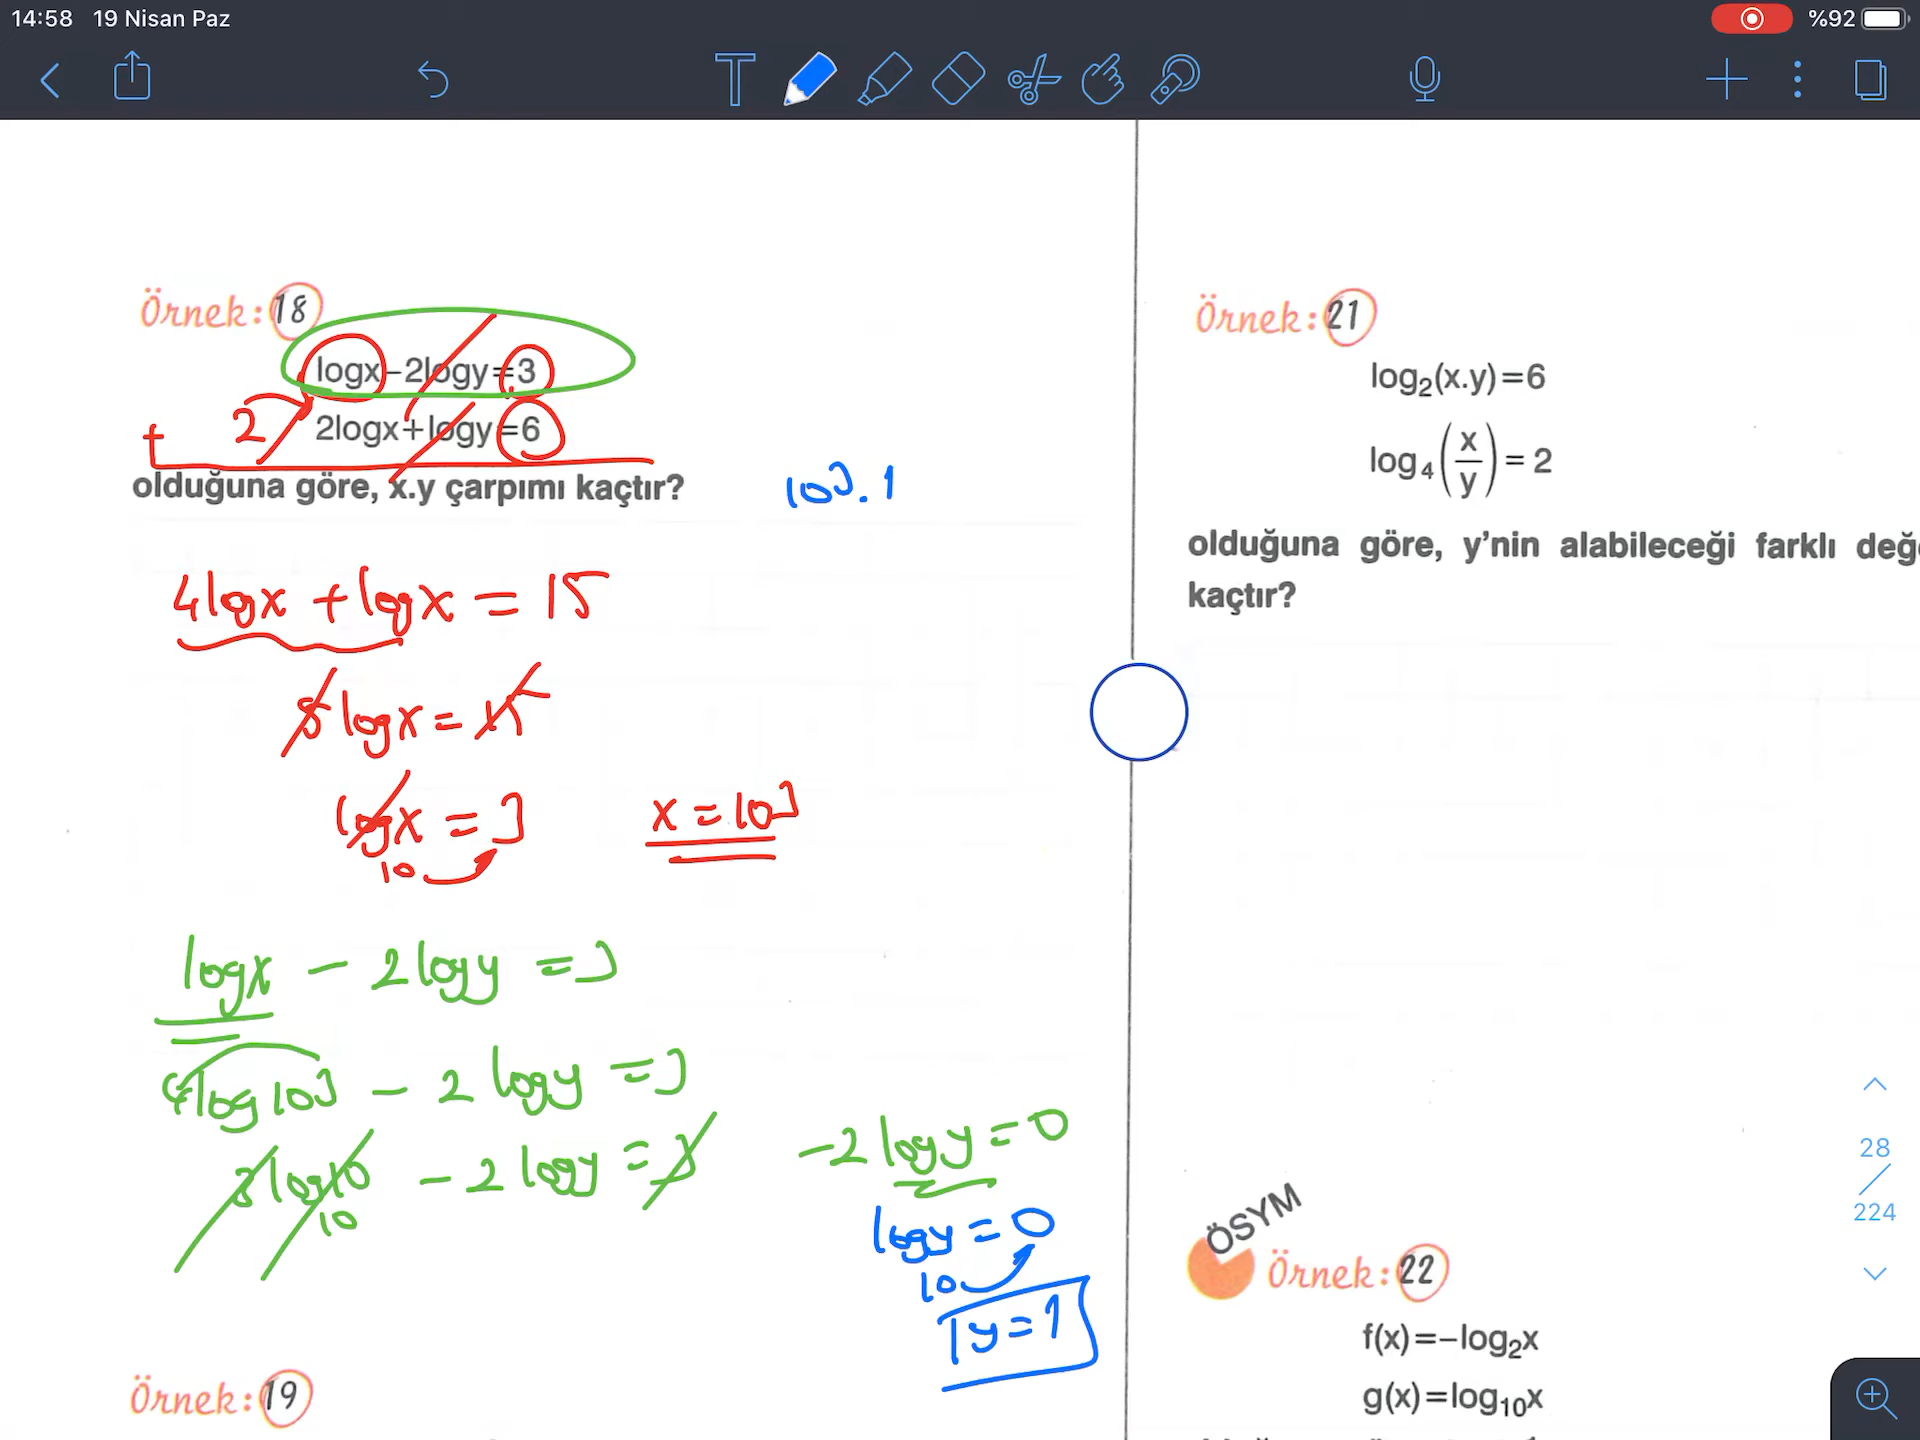 14:58 19 Nisan Paz
%92
Örnek: 18
logx-2logy=3
2 2logx+logy=6
+
olduğuna göre, x.y çarpımı kaçtır?
10³.1
4logx + logx = 15
5logx = 15
logx = 3
10
x = 10³
logx - 2logy = 3
log10³ - 2logy = 3
3log10 - 2logy = 3
10
-2logy = 0
logy = 0
10
y = 1
Örnek: 19
Örnek: 21
log₂(x.y)=6
log₄(x/y)=2
olduğuna göre, y'nin alabileceği farklı değe
kaçtır?
ÖSYM
Örnek: 22
f(x)=-log₂x
g(x)=log₁₀x
28
224